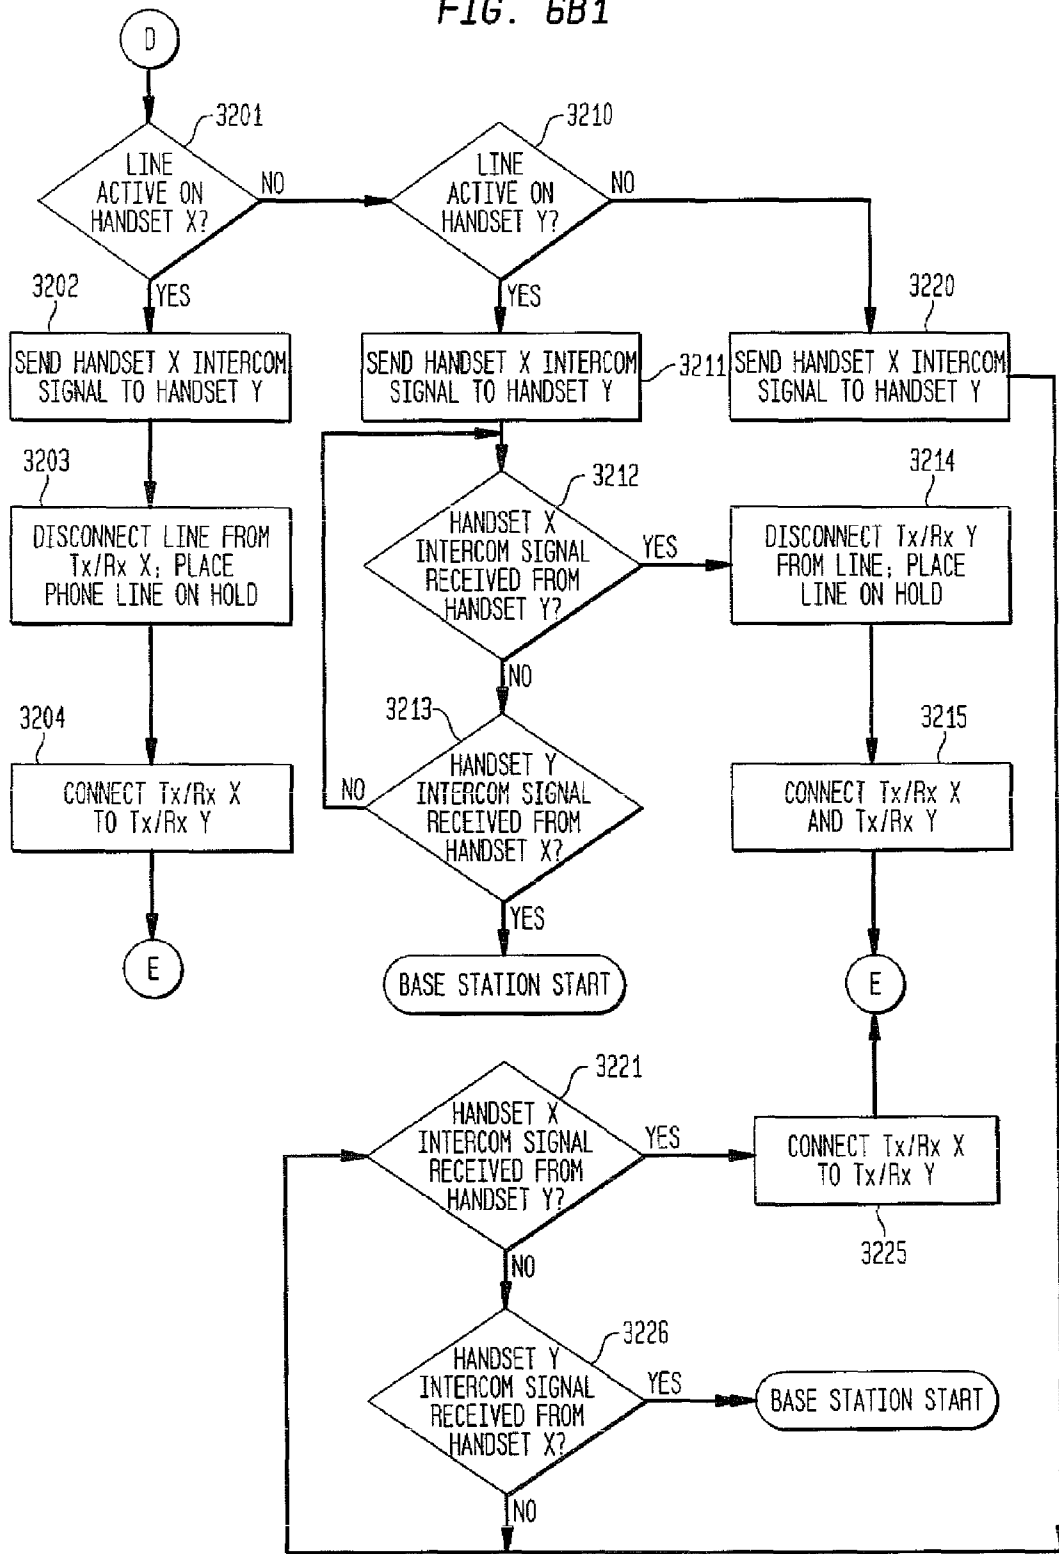 FIG. 6B1
D
3201
LINE
ACTIVE ON
HANDSET X?
NO
YES
3210
LINE
ACTIVE ON
HANDSET Y?
NO
YES
3202
SEND HANDSET X INTERCOM
SIGNAL TO HANDSET Y
SEND HANDSET X INTERCOM
SIGNAL TO HANDSET Y
3211
3220
SEND HANDSET X INTERCOM
SIGNAL TO HANDSET Y
3203
DISCONNECT LINE FROM
Tx/Rx X; PLACE
PHONE LINE ON HOLD
3212
HANDSET X
INTERCOM SIGNAL
RECEIVED FROM
HANDSET Y?
YES
NO
3214
DISCONNECT Tx/Rx Y
FROM LINE; PLACE
LINE ON HOLD
3204
CONNECT Tx/Rx X
TO Tx/Rx Y
3213
HANDSET Y
INTERCOM SIGNAL
RECEIVED FROM
HANDSET X?
NO
YES
3215
CONNECT Tx/Rx X
AND Tx/Rx Y
E
BASE STATION START
E
3221
HANDSET X
INTERCOM SIGNAL
RECEIVED FROM
HANDSET Y?
YES
NO
CONNECT Tx/Rx X
TO Tx/Rx Y
3225
3226
HANDSET Y
INTERCOM SIGNAL
RECEIVED FROM
HANDSET X?
YES
NO
BASE STATION START